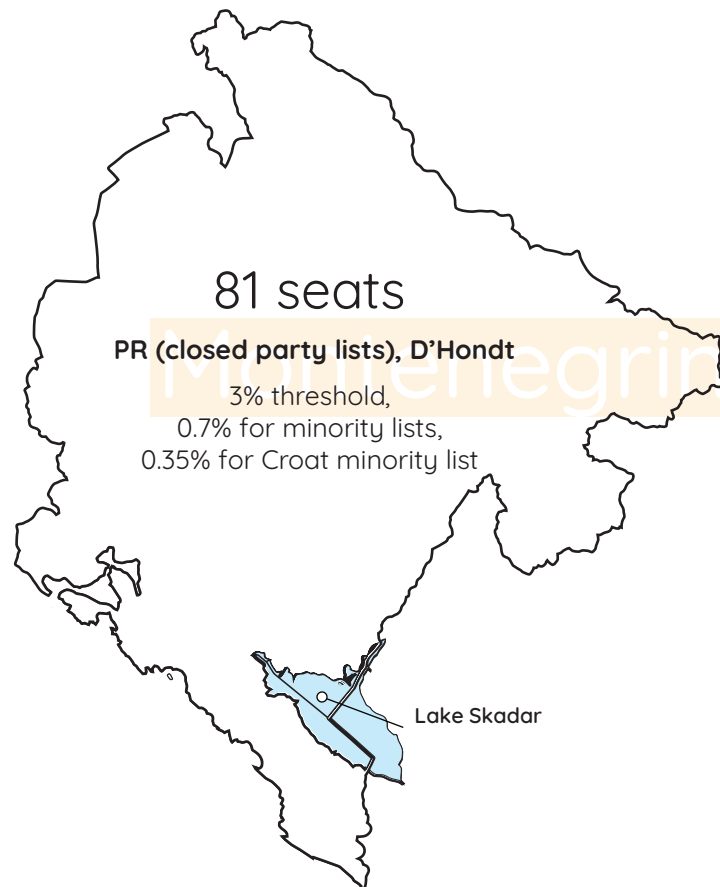 81 seats
PR (closed party lists), D’Hondt
Montenegrin
3% threshold,
0.7% for minority lists,
0.35% for Croat minority list
Lake Skadar